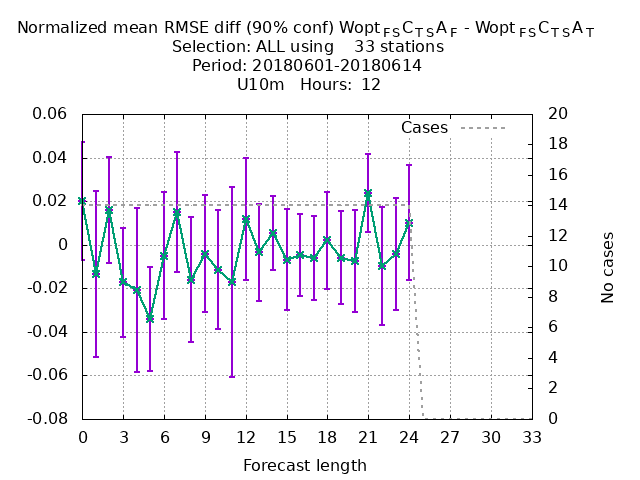 Normalized mean RMSE diff (90% conf) Wopt FS C TS A F - Wopt FS C TS A T
Selection: ALL using 33 stations
Period: 20180601-20180614
U10m Hours: 12
Cases
0.06
0.04
0.02
0
-0.02
-0.04
-0.06
-0.08
20
18
16
14
12
10
8
6
4
2
0
No cases
0 3 6 9 12 15 18 21 24 27 30 33
Forecast length